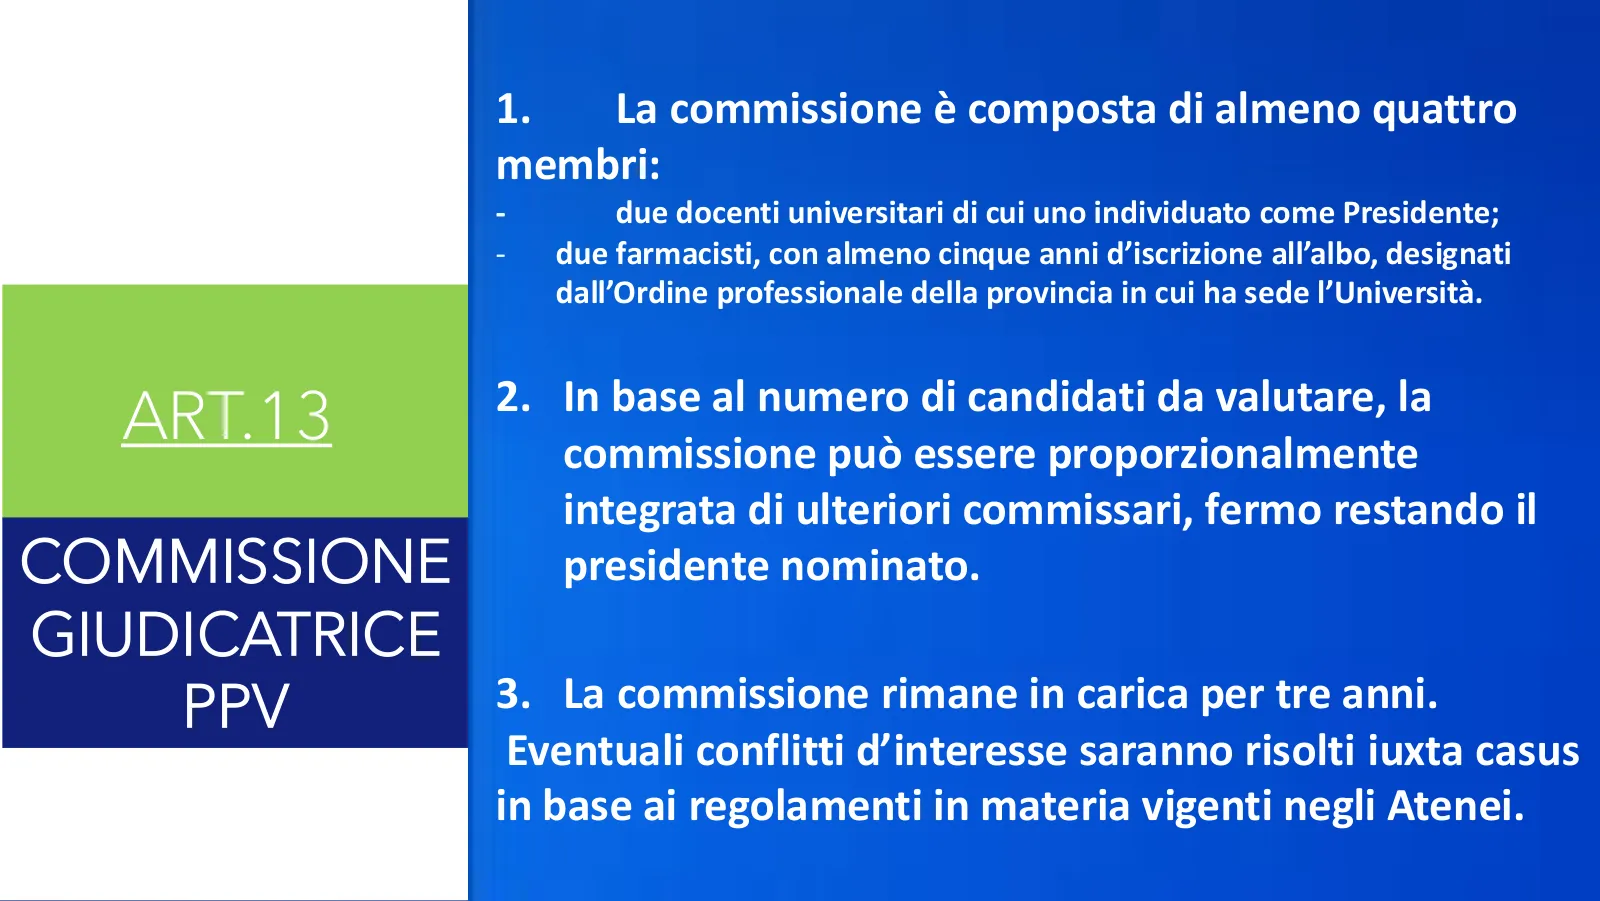 ART.13
COMMISSIONE
GIUDICATRICE
PPV
1. La commissione è composta di almeno quattro
membri:
- due docenti universitari di cui uno individuato come Presidente;
- due farmacisti, con almeno cinque anni d’iscrizione all’albo, designati
dall’Ordine professionale della provincia in cui ha sede l’Università.
2. In base al numero di candidati da valutare, la
commissione può essere proporzionalmente
integrata di ulteriori commissari, fermo restando il
presidente nominato.
3. La commissione rimane in carica per tre anni.
Eventuali conflitti d’interesse saranno risolti iuxta casus
in base ai regolamenti in materia vigenti negli Atenei.